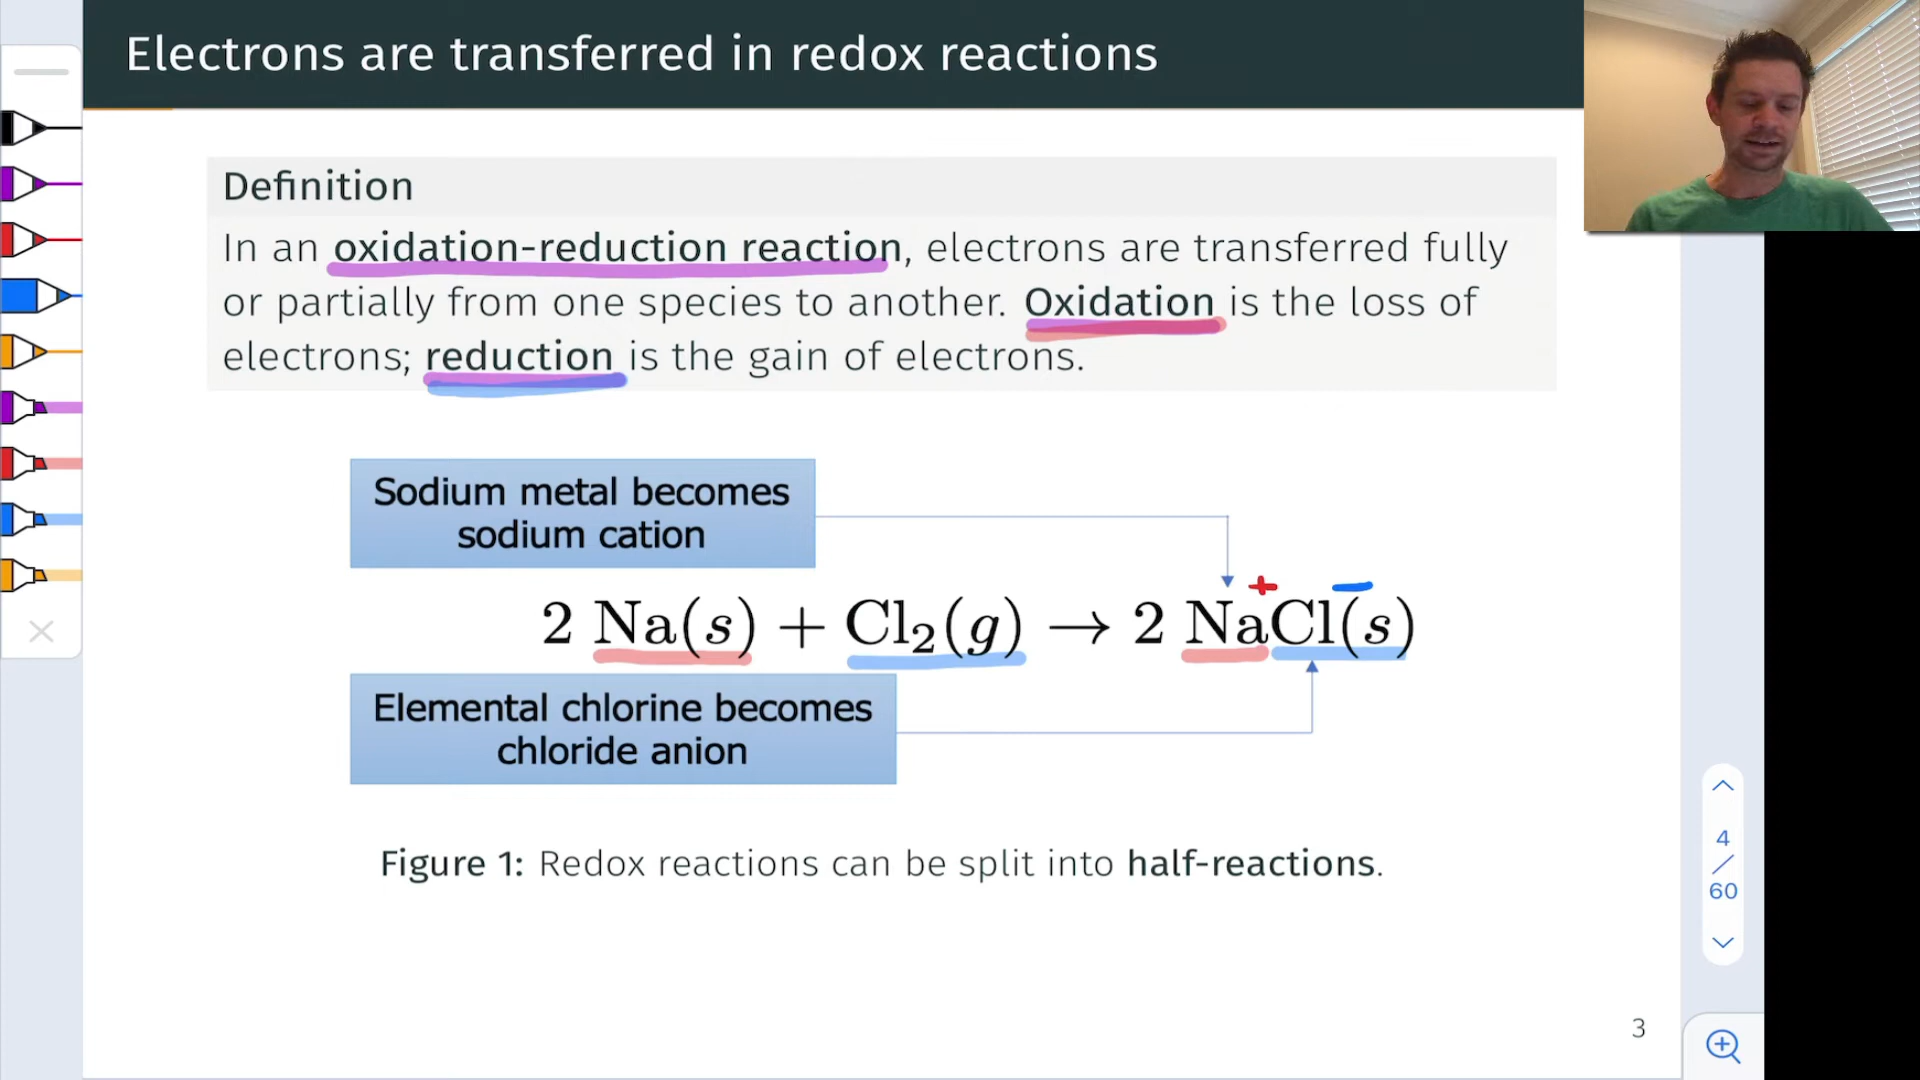 Electrons are transferred in redox reactions
Definition
In an oxidation-reduction reaction, electrons are transferred fully
or partially from one species to another. Oxidation is the loss of
electrons; reduction is the gain of electrons.
Sodium metal becomes
sodium cation
+ −
2 Na(s) + Cl₂(g) → 2 NaCl(s)
Elemental chlorine becomes
chloride anion
Figure 1: Redox reactions can be split into half-reactions.
4
/
60
3